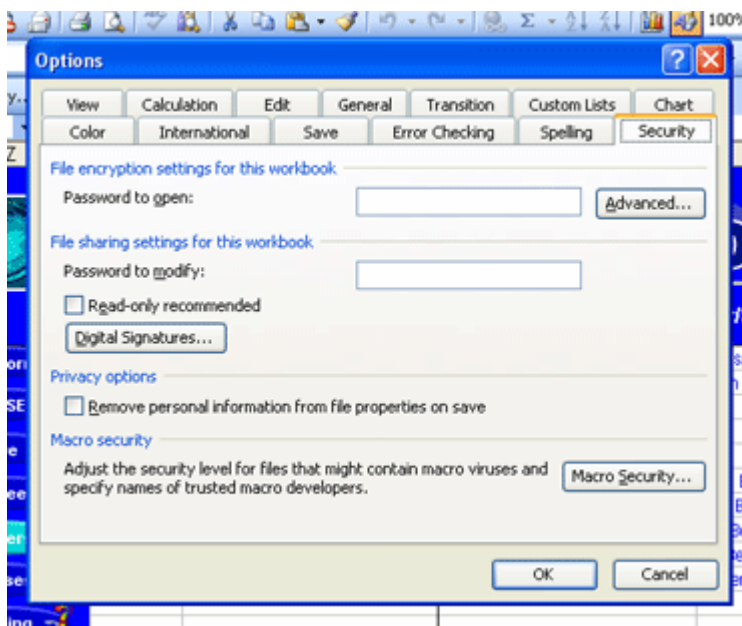 100%
Options
View Calculation Edit General Transition Custom Lists Chart
Color International Save Error Checking Spelling Security
File encryption settings for this workbook
Password to open:
Advanced...
File sharing settings for this workbook
Password to modify:
Read-only recommended
Digital Signatures...
Privacy options
Remove personal information from file properties on save
Macro security
Adjust the security level for files that might contain macro viruses and
specify names of trusted macro developers.
Macro Security...
OK Cancel